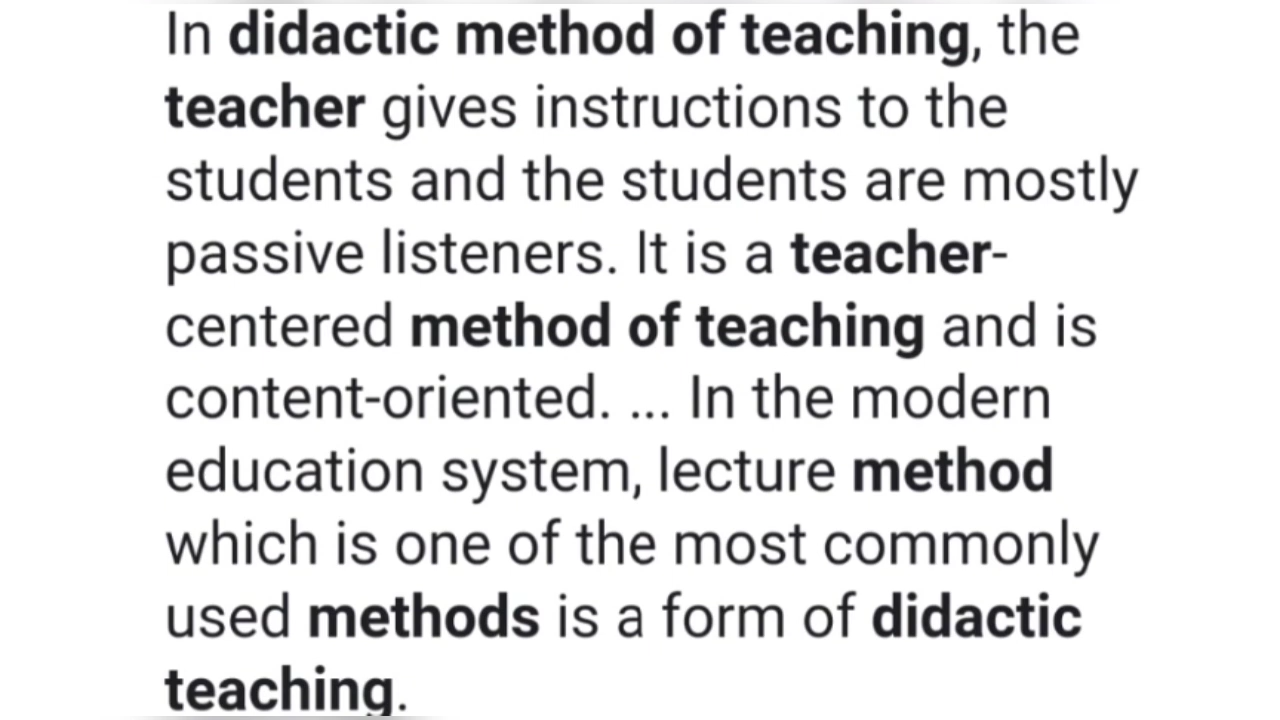 In didactic method of teaching, the
teacher gives instructions to the
students and the students are mostly
passive listeners. It is a teacher-
centered method of teaching and is
content-oriented. ... In the modern
education system, lecture method
which is one of the most commonly
used methods is a form of didactic
teaching.